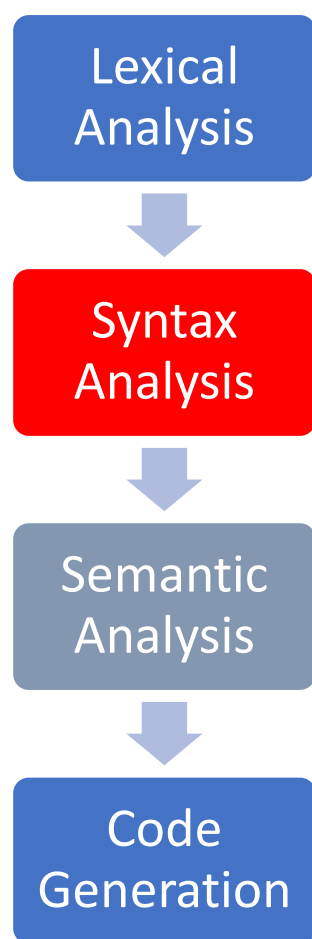 Lexical
Analysis
Syntax
Analysis
Semantic
Analysis
Code
Generation